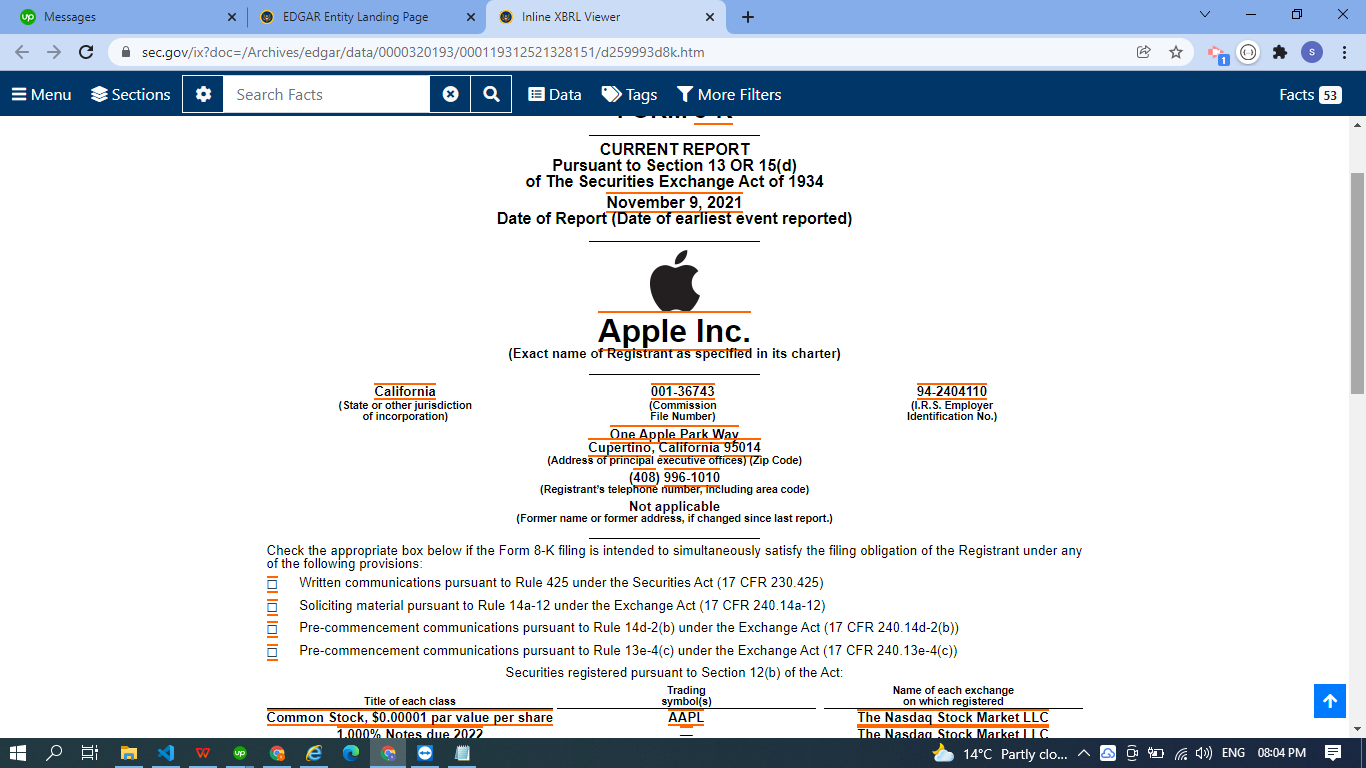 Messages
EDGAR Entity Landing Page
Inline XBRL Viewer
sec.gov/ix?doc=/Archives/edgar/data/0000320193/000119312521328151/d259993d8k.htm
S
1
Menu
Sections
Search Facts
Data
Tags
More Filters
Facts 53
CURRENT REPORT
Pursuant to Section 13 OR 15(d)
of The Securities Exchange Act of 1934
November 9, 2021
Date of Report (Date of earliest event reported)
Apple Inc.
(Exact name of Registrant as specified in its charter)
California 001-36743 94-2404110
(State or other jurisdiction (Commission (I.R.S. Employer
of incorporation) File Number) Identification No.)
One Apple Park Way
Cupertino, California 95014
(Address of principal executive offices) (Zip Code)
(408) 996-1010
(Registrant's telephone number, including area code)
Not applicable
(Former name or former address, if changed since last report.)
Check the appropriate box below if the Form 8-K filing is intended to simultaneously satisfy the filing obligation of the Registrant under any
of the following provisions:
☐ Written communications pursuant to Rule 425 under the Securities Act (17 CFR 230.425)
☐ Soliciting material pursuant to Rule 14a-12 under the Exchange Act (17 CFR 240.14a-12)
☐ Pre-commencement communications pursuant to Rule 14d-2(b) under the Exchange Act (17 CFR 240.14d-2(b))
☐ Pre-commencement communications pursuant to Rule 13e-4(c) under the Exchange Act (17 CFR 240.13e-4(c))
Securities registered pursuant to Section 12(b) of the Act:
Title of each class Trading symbol(s) Name of each exchange on which registered
Common Stock, $0.00001 par value per share AAPL The Nasdaq Stock Market LLC
1.000% Notes due 2022 — The Nasdaq Stock Market LLC
14°C Partly clo... ENG 08:04 PM